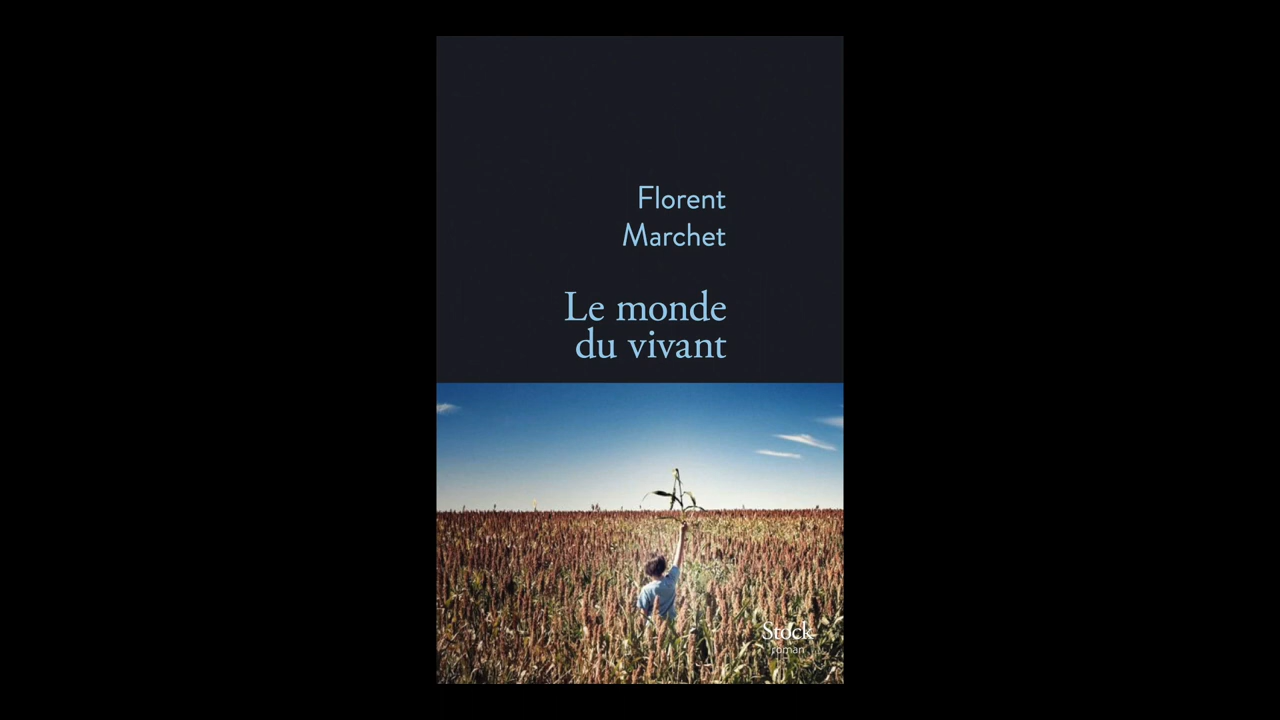 Florent
Marchet
Le monde
du vivant
Stock
roman